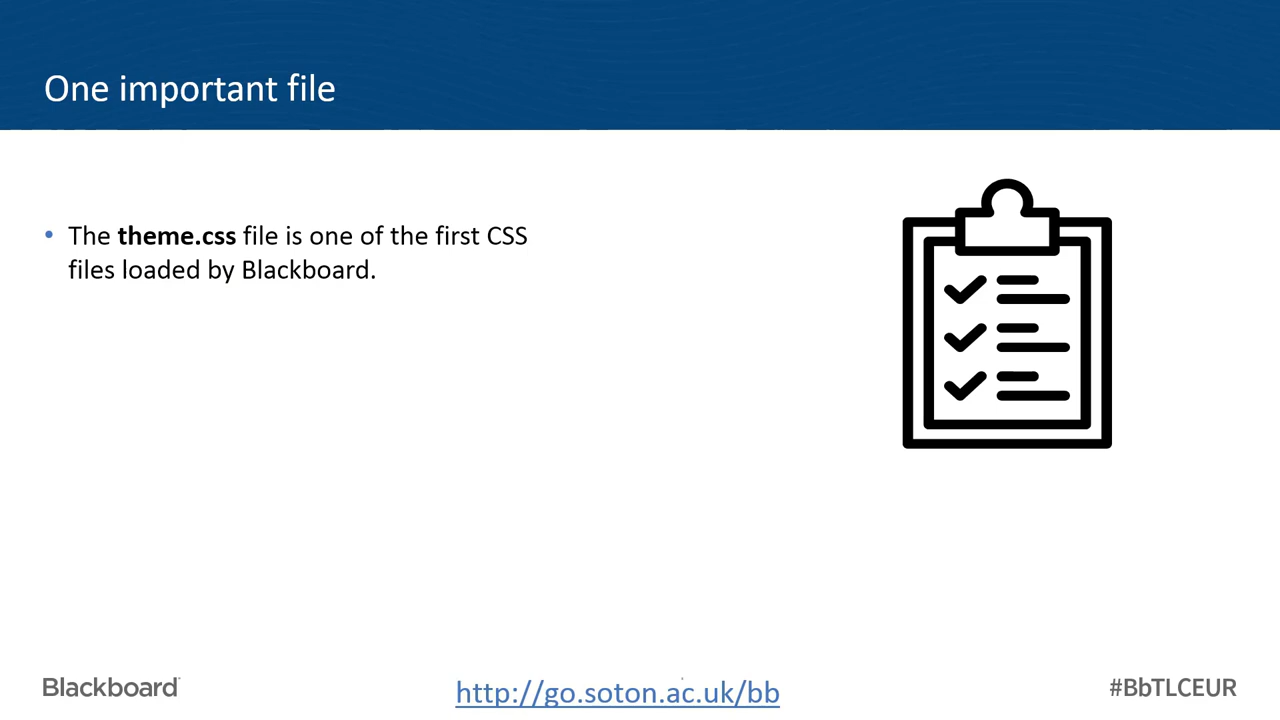 One important file
• The theme.css file is one of the first CSS
files loaded by Blackboard.
Blackboard
http://go.soton.ac.uk/bb
#BbTLCEUR